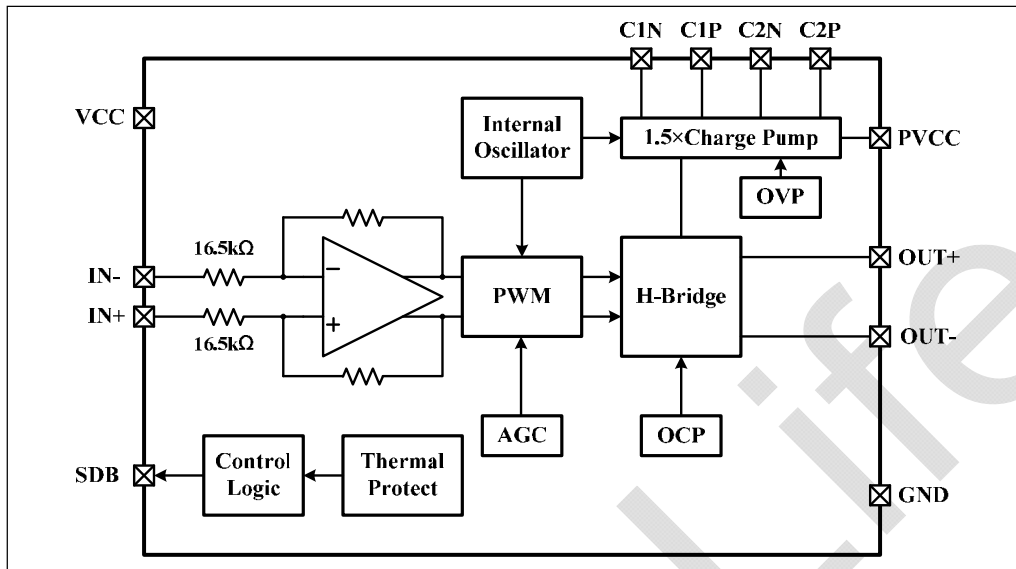 C1N C1P C2N C2P
VCC
Internal
Oscillator
1.5×Charge Pump
PVCC
OVP
16.5kΩ
IN-
PWM
H-Bridge
OUT+
IN+
16.5kΩ
OUT-
AGC
OCP
SDB
Control
Logic
Thermal
Protect
GND
Life